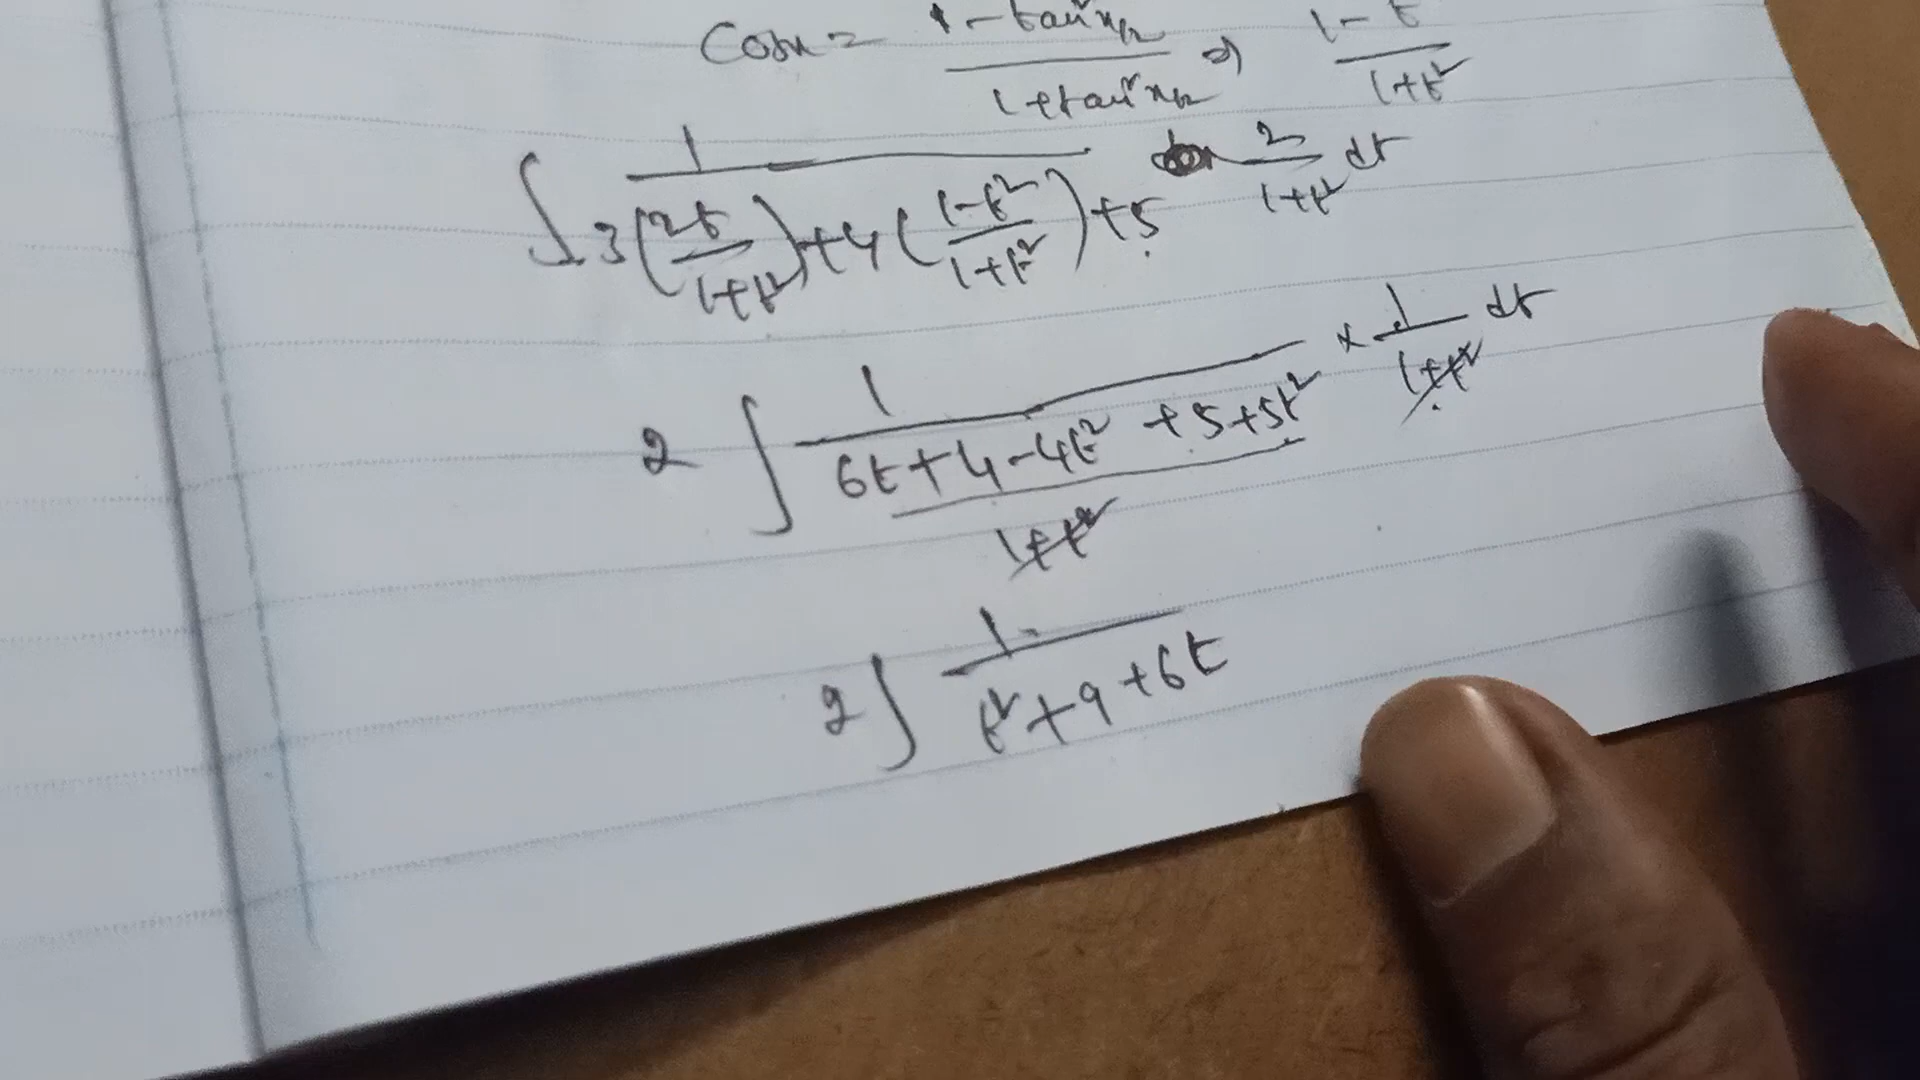 Cosx = 1 - tan²x/2 / 1+tan²x/2 ⇒ 1 - t / 1+t²
∫ 1 / 3(2t/1+t²) + 4(1-t²/1+t²) + 5 2/1+t² dt
2 ∫ 1 / 6t+4-4t² +5+5t² / 1+t² × 1/1+t² dt
2 ∫ 1 / t²+9+6t